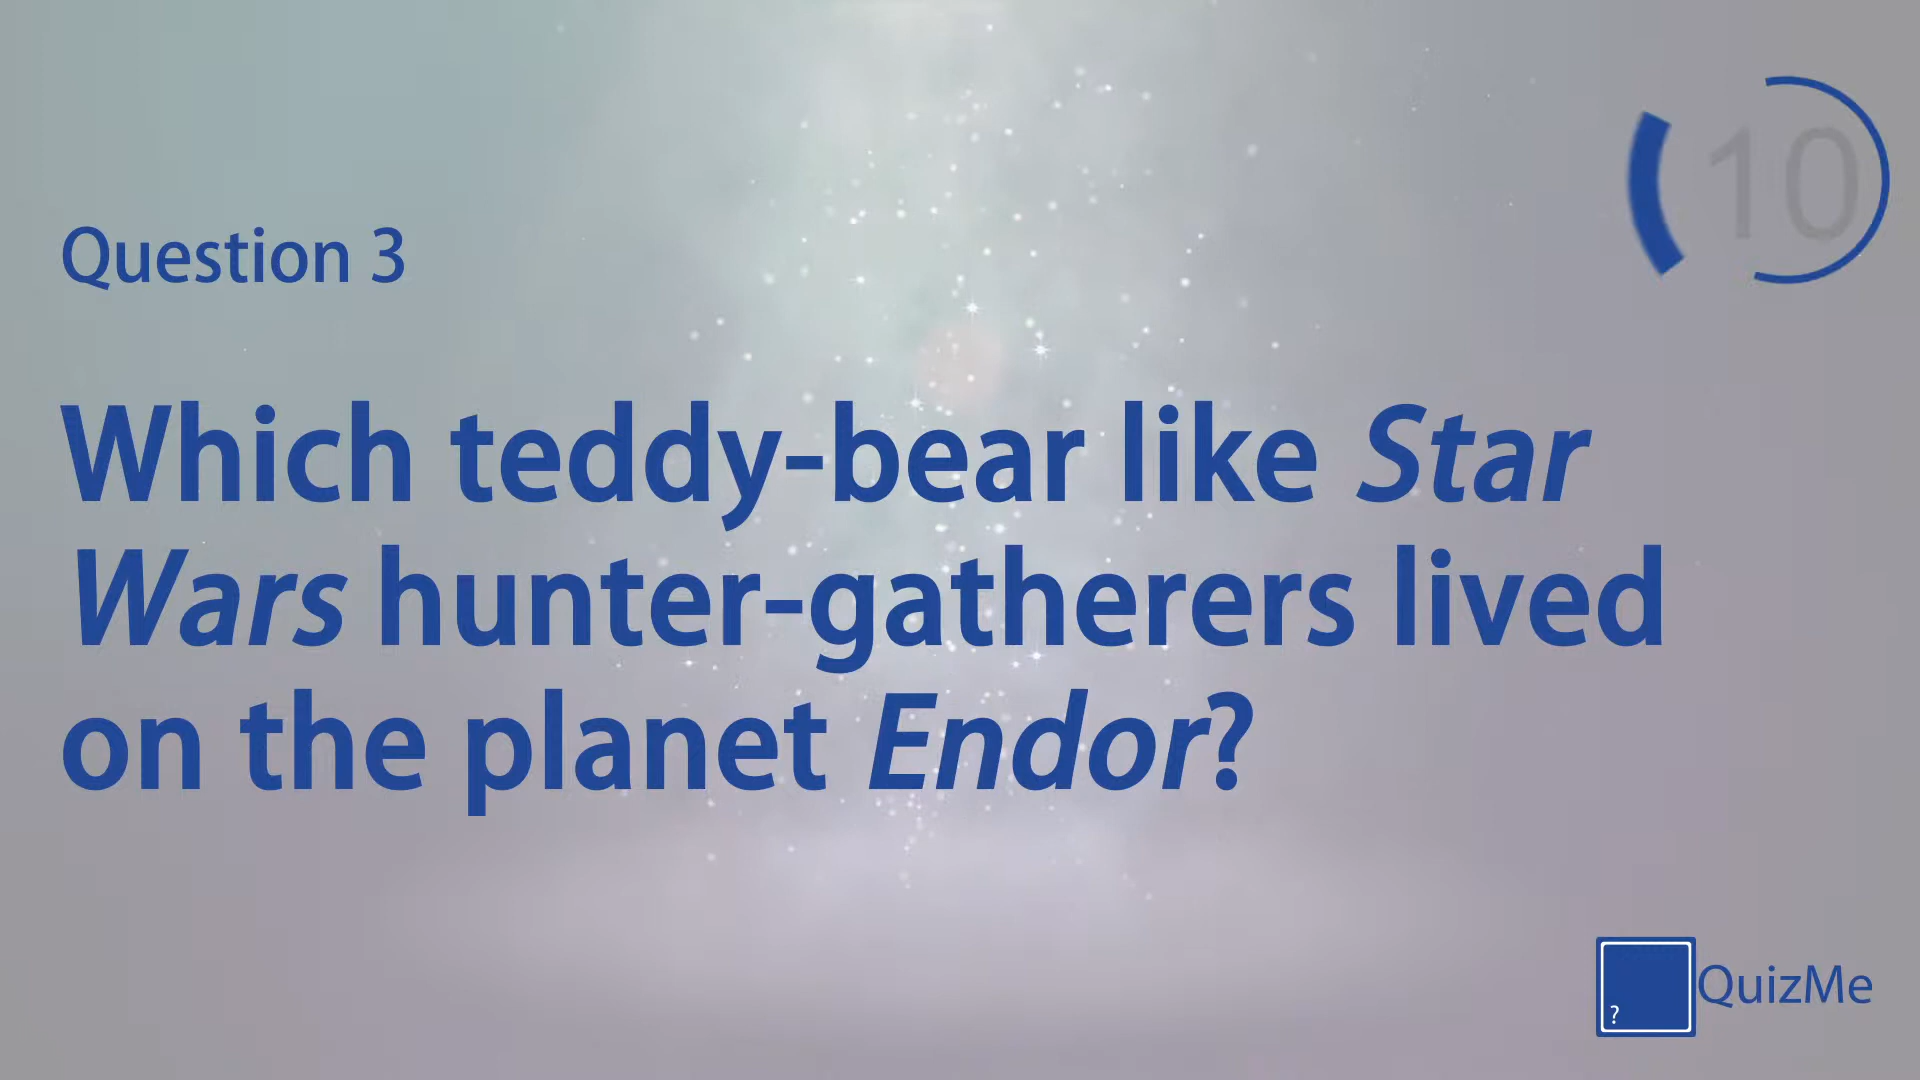 10
Question 3
Which teddy-bear like Star
Wars hunter-gatherers lived
on the planet Endor?
?
QuizMe